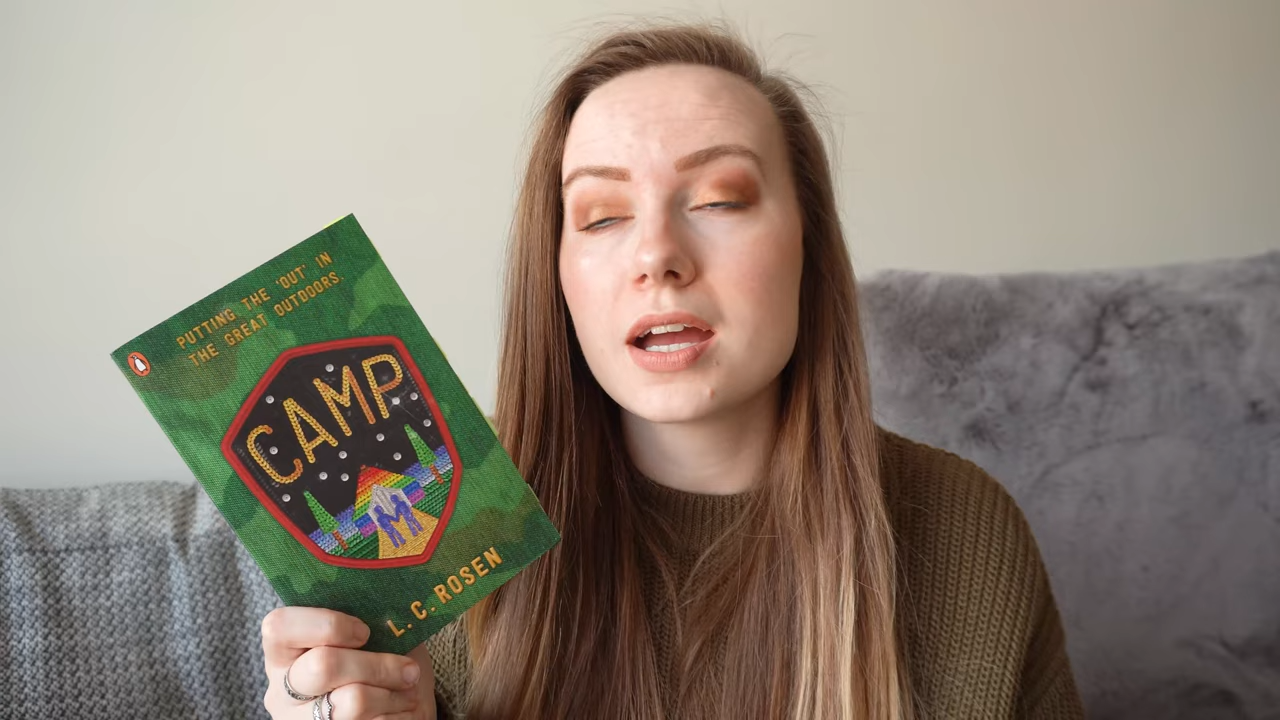 PUTTING THE 'OUT' IN
THE GREAT OUTDOORS
CAMP
L. C. ROSEN